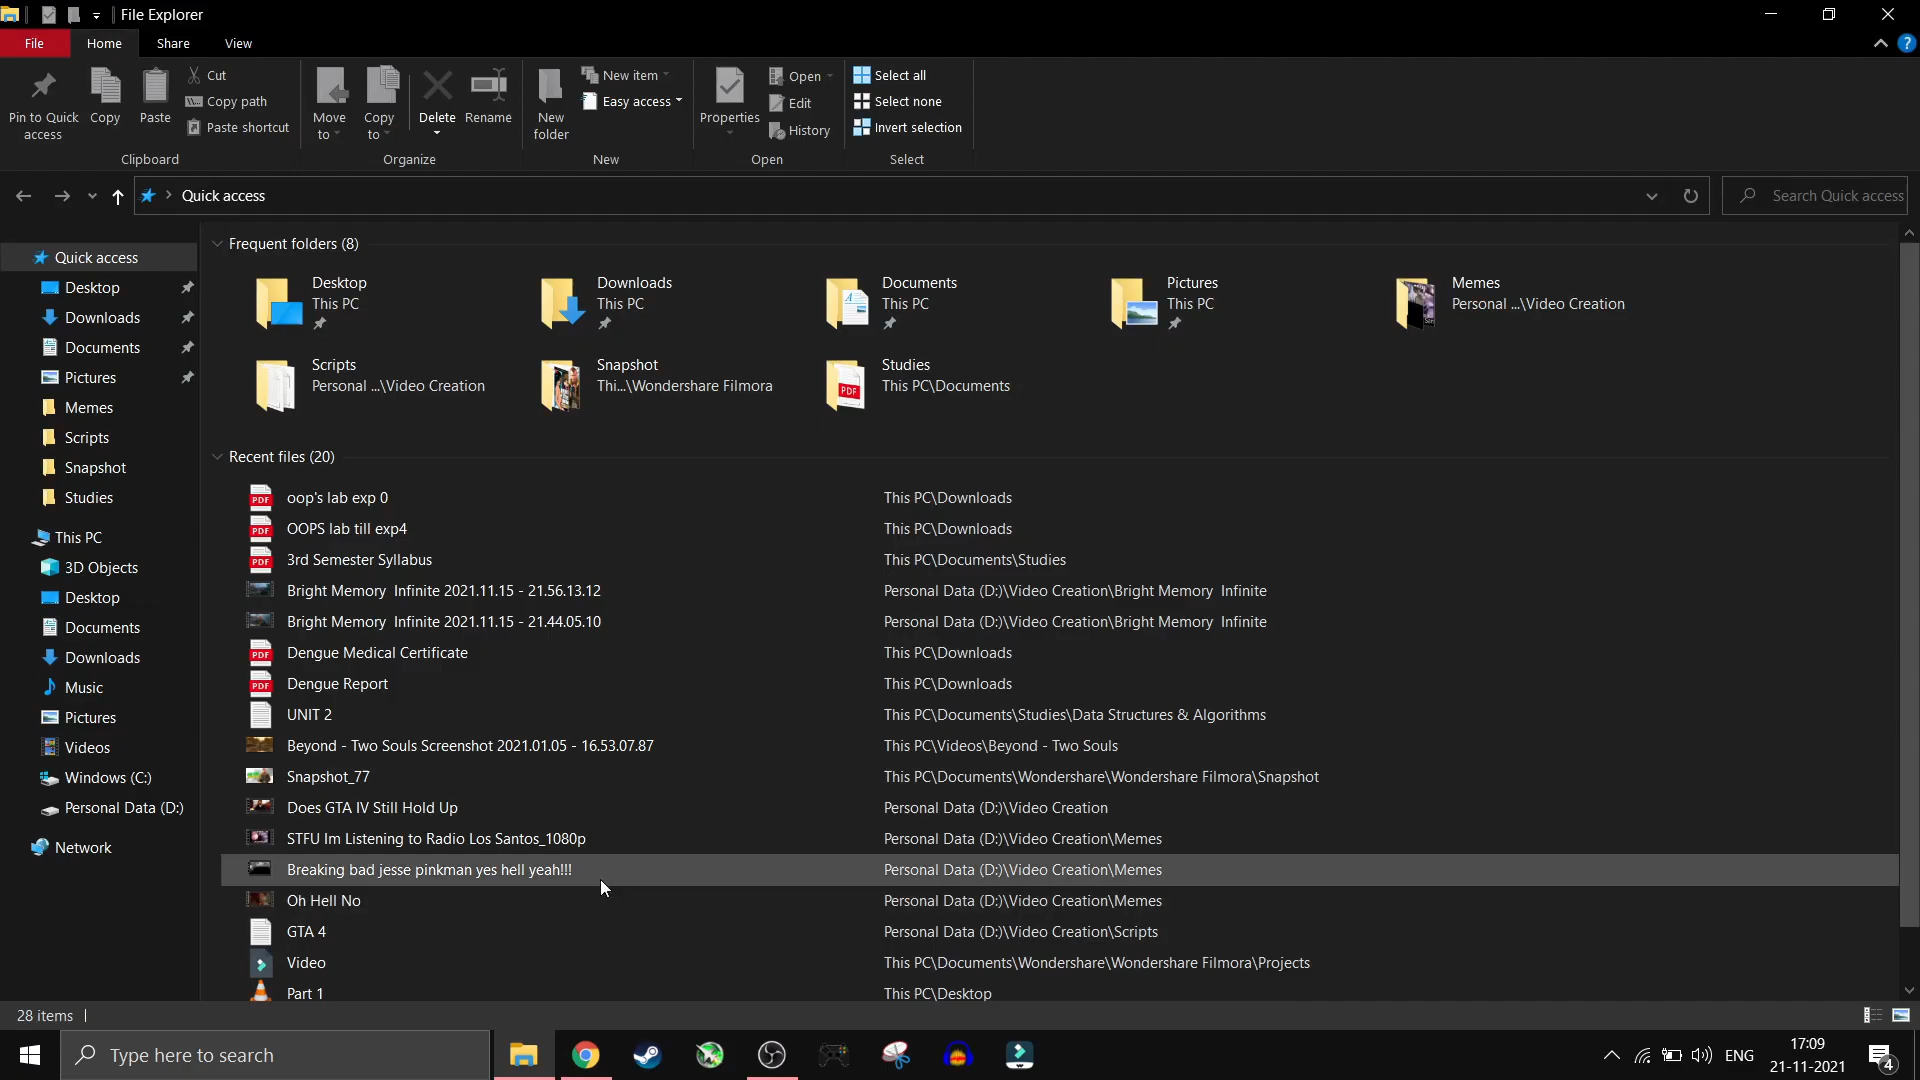 File Explorer
File Home Share View
Pin to Quick access
Copy
Paste
Cut
Copy path
Paste shortcut
Clipboard
Move to
Copy to
Delete
Rename
Organize
New folder
New item
Easy access
New
Properties
Open
Edit
History
Open
Select all
Select none
Invert selection
Select
Quick access
Search Quick access
Quick access
Desktop
Downloads
Documents
Pictures
Memes
Scripts
Snapshot
Studies
This PC
3D Objects
Desktop
Documents
Downloads
Music
Pictures
Videos
Windows (C:)
Personal Data (D:)
Network
Frequent folders (8)
Desktop
This PC
Downloads
This PC
Documents
This PC
Pictures
This PC
Memes
Personal ...\Video Creation
Scripts
Personal ...\Video Creation
Snapshot
Thi...\Wondershare Filmora
Studies
This PC\Documents
Recent files (20)
oop's lab exp 0 This PC\Downloads
OOPS lab till exp4 This PC\Downloads
3rd Semester Syllabus This PC\Documents\Studies
Bright Memory  Infinite 2021.11.15 - 21.56.13.12 Personal Data (D:)\Video Creation\Bright Memory  Infinite
Bright Memory  Infinite 2021.11.15 - 21.44.05.10 Personal Data (D:)\Video Creation\Bright Memory  Infinite
Dengue Medical Certificate This PC\Downloads
Dengue Report This PC\Downloads
UNIT 2 This PC\Documents\Studies\Data Structures & Algorithms
Beyond - Two Souls Screenshot 2021.01.05 - 16.53.07.87 This PC\Videos\Beyond - Two Souls
Snapshot_77 This PC\Documents\Wondershare\Wondershare Filmora\Snapshot
Does GTA IV Still Hold Up Personal Data (D:)\Video Creation
STFU Im Listening to Radio Los Santos_1080p Personal Data (D:)\Video Creation\Memes
Breaking bad jesse pinkman yes hell yeah!!! Personal Data (D:)\Video Creation\Memes
Oh Hell No Personal Data (D:)\Video Creation\Memes
GTA 4 Personal Data (D:)\Video Creation\Scripts
Video This PC\Documents\Wondershare\Wondershare Filmora\Projects
Part 1 This PC\Desktop
28 items
Type here to search
ENG
17:09
21-11-2021
4